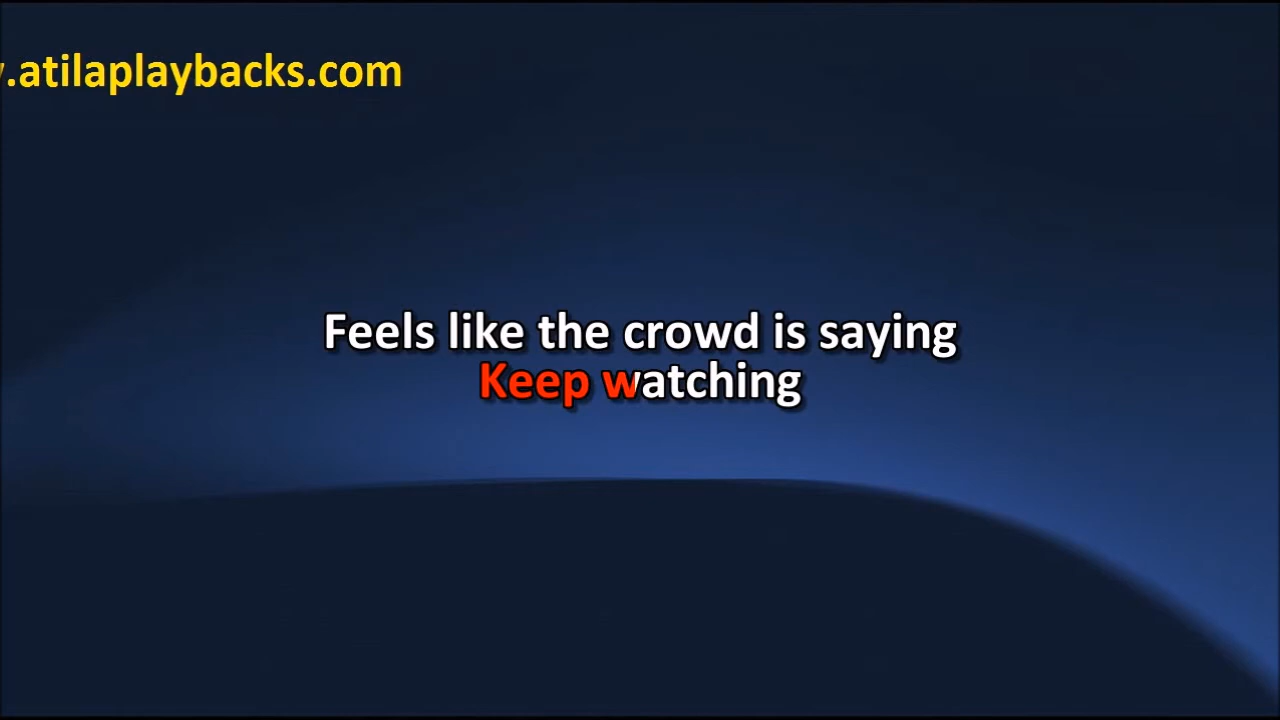 .atilaplaybacks.com
Feels like the crowd is saying
Keep watching